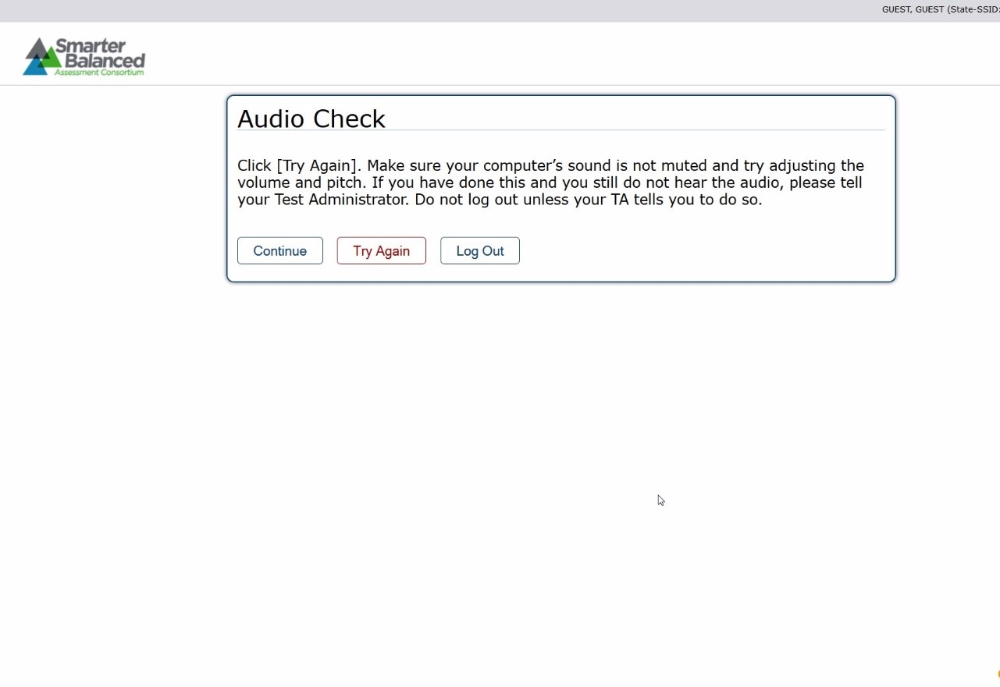 GUEST, GUEST (State-SSID:
Smarter
Balanced
Assessment Consortium
Audio Check
Click [Try Again]. Make sure your computer’s sound is not muted and try adjusting the
volume and pitch. If you have done this and you still do not hear the audio, please tell
your Test Administrator. Do not log out unless your TA tells you to do so.
Continue
Try Again
Log Out